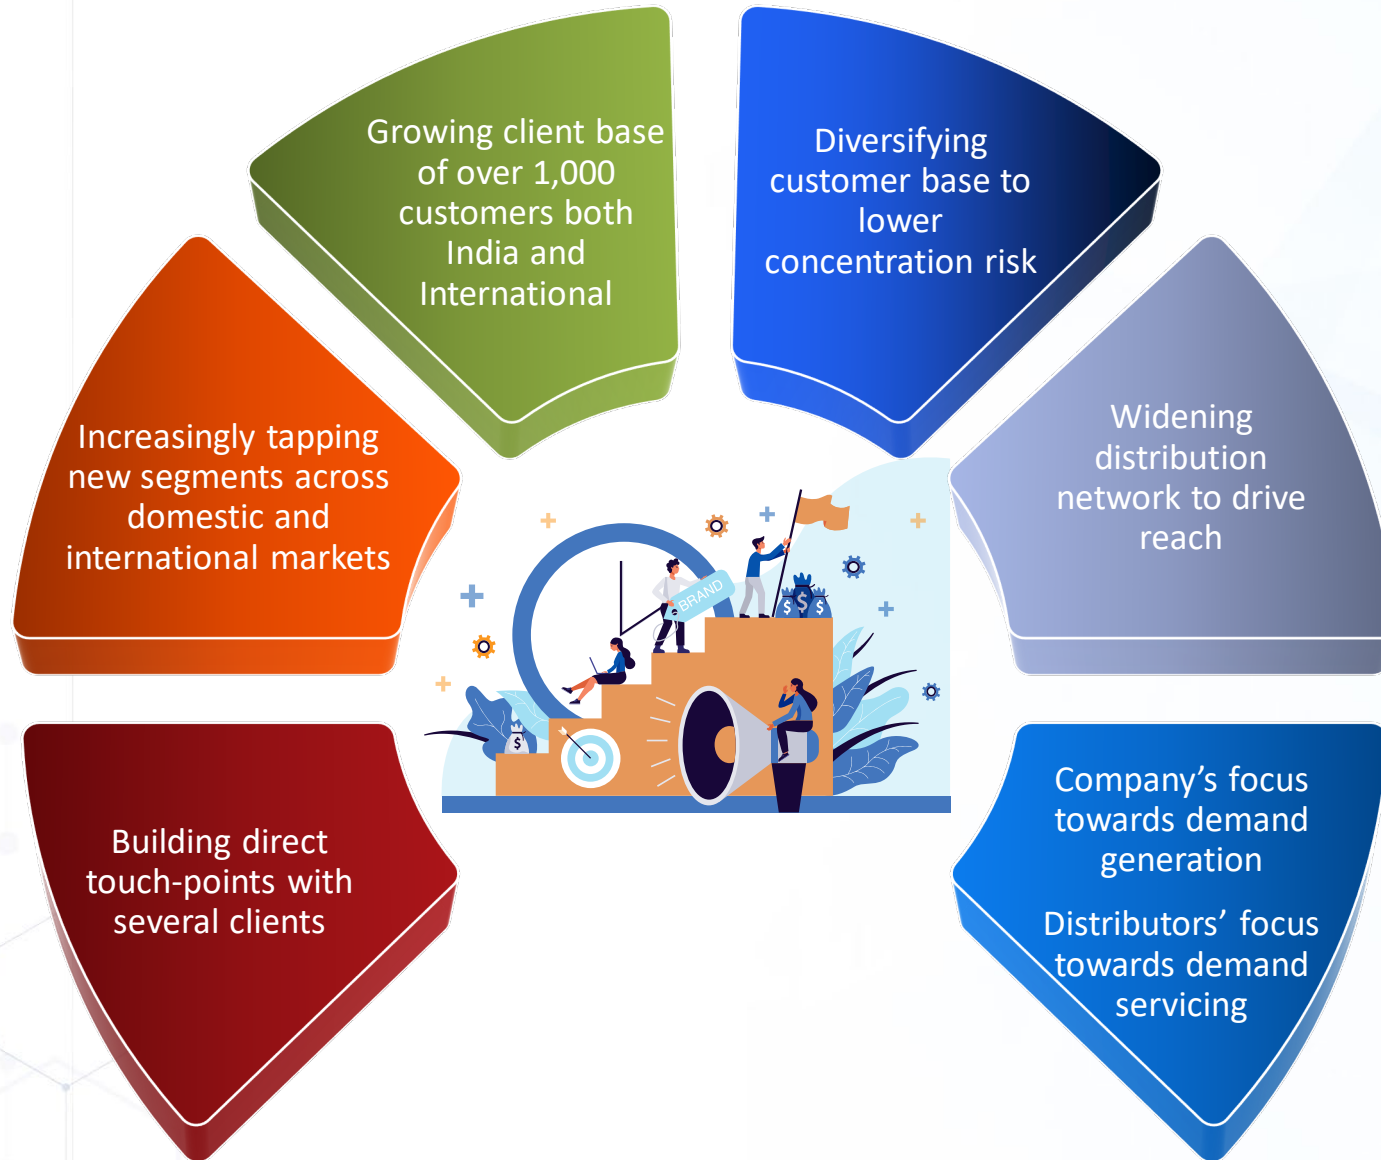 Growing client base
of over 1,000
customers both
India and
International
Diversifying
customer base to
lower
concentration risk
Increasingly tapping
new segments across
domestic and
international markets
Widening
distribution
network to drive
reach
BRAND
$ $ $
$
Building direct
touch-points with
several clients
Company’s focus
towards demand
generation
Distributors’ focus
towards demand
servicing